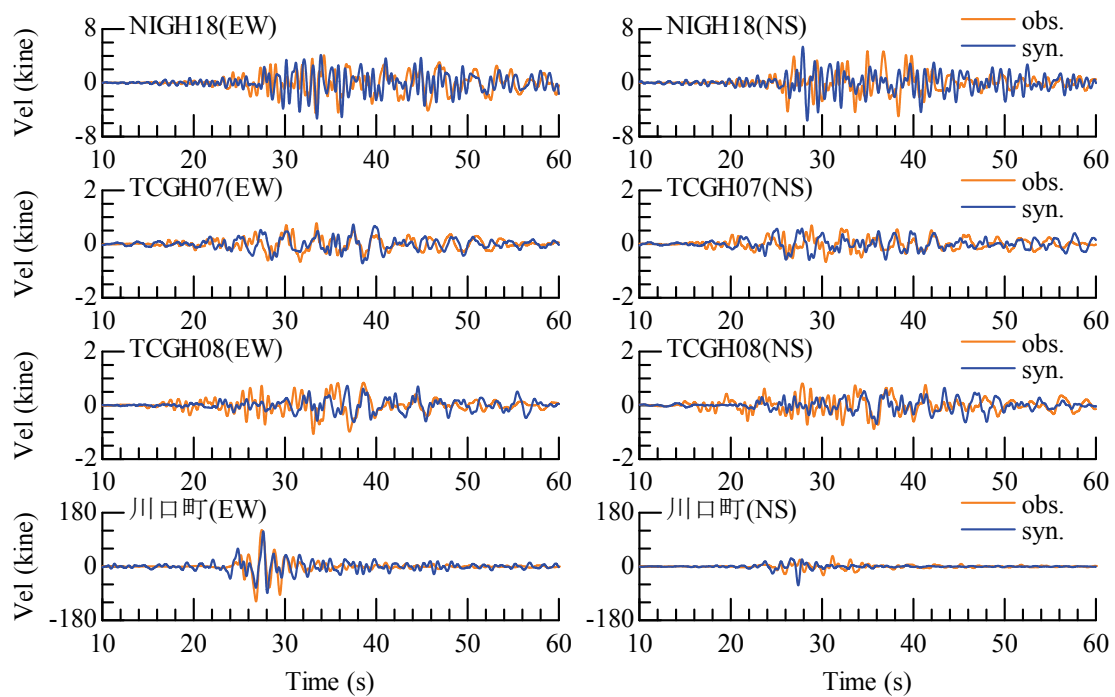 NIGH18(EW)
8
0
-8
Vel (kine)
10 20 30 40 50 60
NIGH18(NS)
obs.
syn.
8
0
-8
10 20 30 40 50 60
TCGH07(EW)
2
0
-2
Vel (kine)
10 20 30 40 50 60
TCGH07(NS)
obs.
syn.
2
0
-2
10 20 30 40 50 60
TCGH08(EW)
2
0
-2
Vel (kine)
10 20 30 40 50 60
TCGH08(NS)
obs.
syn.
2
0
-2
10 20 30 40 50 60
川口町(EW)
180
0
-180
Vel (kine)
10 20 30 40 50 60
Time (s)
川口町(NS)
obs.
syn.
180
0
-180
10 20 30 40 50 60
Time (s)